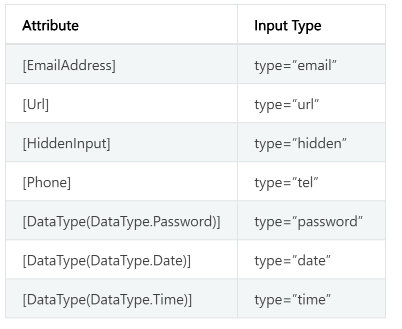 Attribute Input Type
[EmailAddress] type=”email”
[Url] type=”url”
[HiddenInput] type=”hidden”
[Phone] type=”tel”
[DataType(DataType.Password)] type=”password”
[DataType(DataType.Date)] type=”date”
[DataType(DataType.Time)] type=”time”